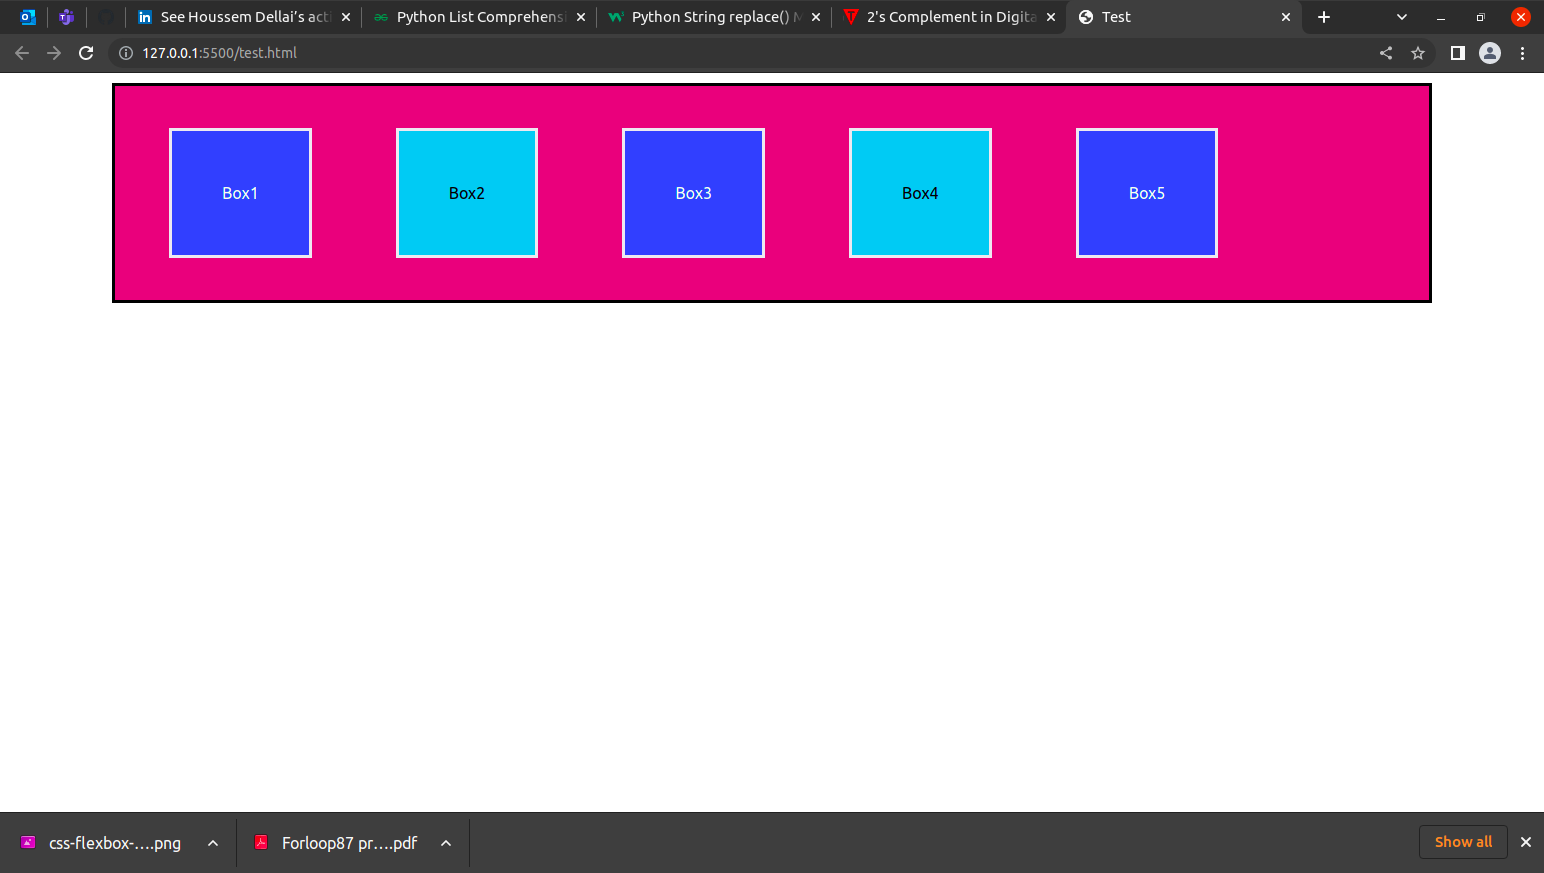 See Houssem Dellai's acti
Python List Comprehensi
Python String replace() M
2's Complement in Digita
Test
127.0.0.1:5500/test.html
Box1
Box2
Box3
Box4
Box5
css-flexbox-....png
Forloop87 pr....pdf
Show all